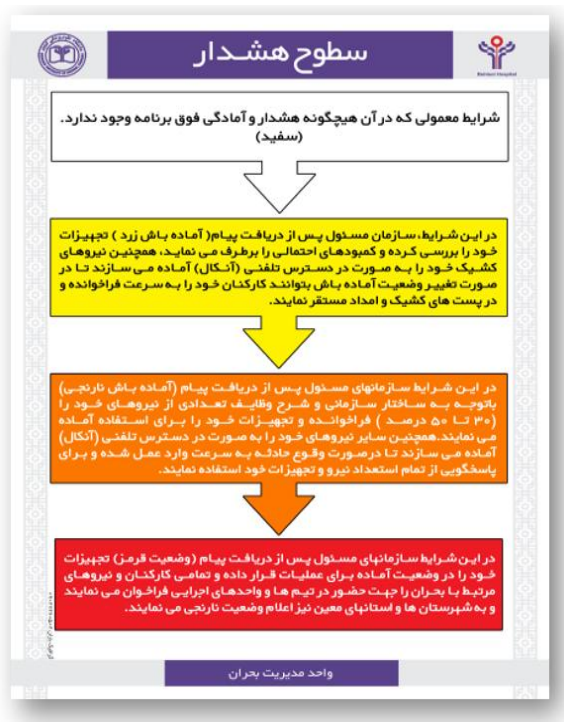 سطوح هشدار
شرایط معمولی که در آن هیچگونه هشدار و آمادگی فوق برنامه وجود ندارد.
(سفید)
در این شرایط، سازمان مسئول پس از دریافت پیام( آماده باش زرد ) تجهیزات
خود را بررسی کرده و کمبودهای احتمالی را برطرف می نماید، همچنین نیروهای
کشیک خود را به صورت در دسترس تلفنی (آنکال) آماده می سازند تا در
صورت تغییر وضعیت آماده باش بتوانند کارکنان خود را به سرعت فراخوانده و
در پست های کشیک و امداد مستقر نمایند.
در این شرایط سازمانهای مسئول پس از دریافت پیام (آماده باش نارنجی)
باتوجه به ساختار سازمانی و شرح وظایف تعدادی از نیروهای خود را
(۳۰ تا ۵۰ درصد ) فراخوانده و تجهیزات خود را برای استفاده آماده
می نمایند.همچنین سایر نیروهای خود را به صورت در دسترس تلفنی (آنکال)
آماده می سازند تا درصورت وقوع حادثه به سرعت وارد عمل شده و برای
پاسخگویی از تمام استعداد نیرو و تجهیزات خود استفاده نمایند.
در این شرایط سازمانهای مسئول پس از دریافت پیام (وضعیت قرمز) تجهیزات
خود را در وضعیت آماده برای عملیات قرار داده و تمامی کارکنان و نیروهای
مرتبط با بحران را جهت حضور در تیم ها و واحدهای اجرایی فراخوان می نمایند
و به شهرستان ها و استانهای معین نیز اعلام وضعیت نارنجی می نمایند.
واحد مدیریت بحران